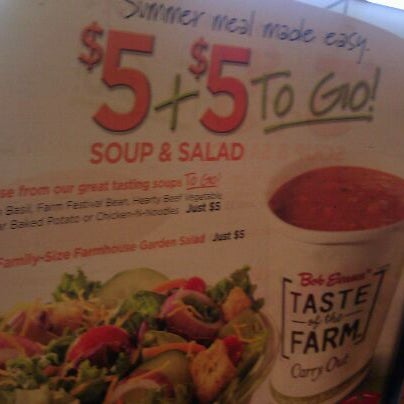 Summer meal made easy.
$5 + $5 To Go!
SOUP & SALAD
se from our great tasting soups To Go!
Basil, Farm Festival Bean, Hearty Beef Vegetable
Baked Potato or Chicken-N-Noodles Just $5
Family-Size Farmhouse Garden Salad Just $5
Bob Evans
TASTE
of the
FARM
Carry Out